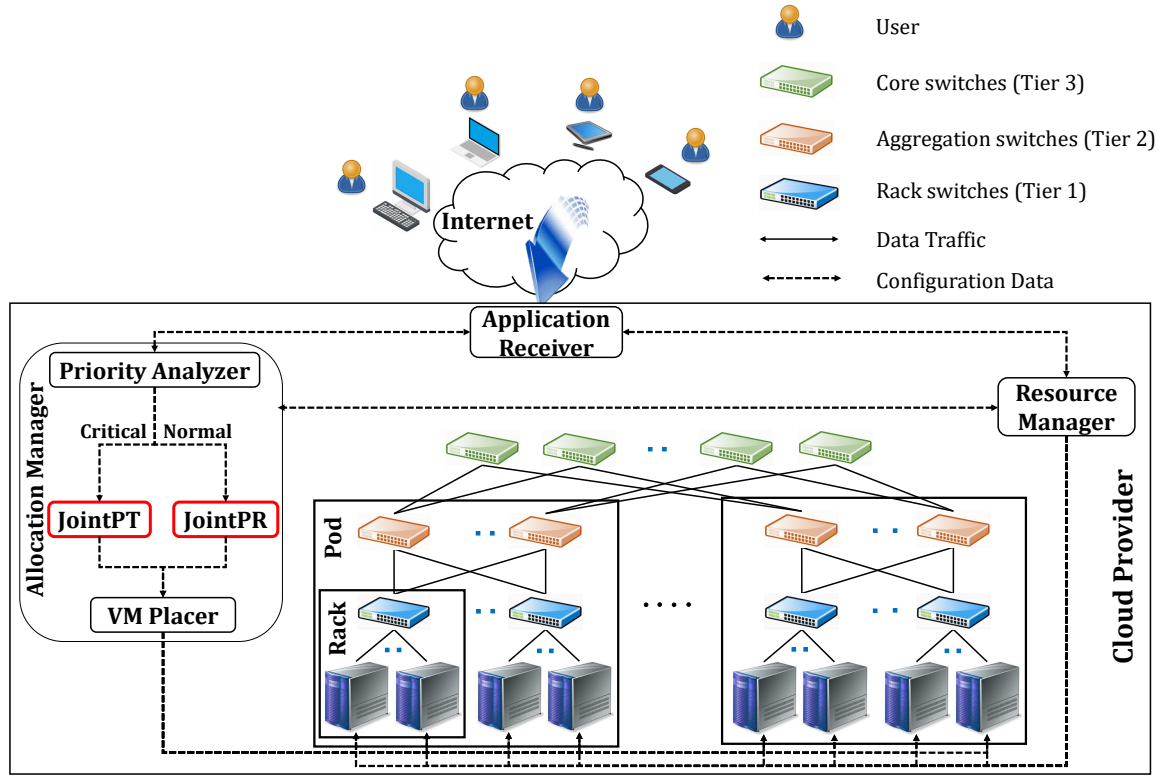 User
Core switches (Tier 3)
Aggregation switches (Tier 2)
Rack switches (Tier 1)
Data Traffic
Configuration Data
Internet
Application
Receiver
Priority Analyzer
Resource
Manager
Critical
Normal
JointPT
JointPR
VM Placer
Allocation Manager
Pod
Rack
Cloud Provider